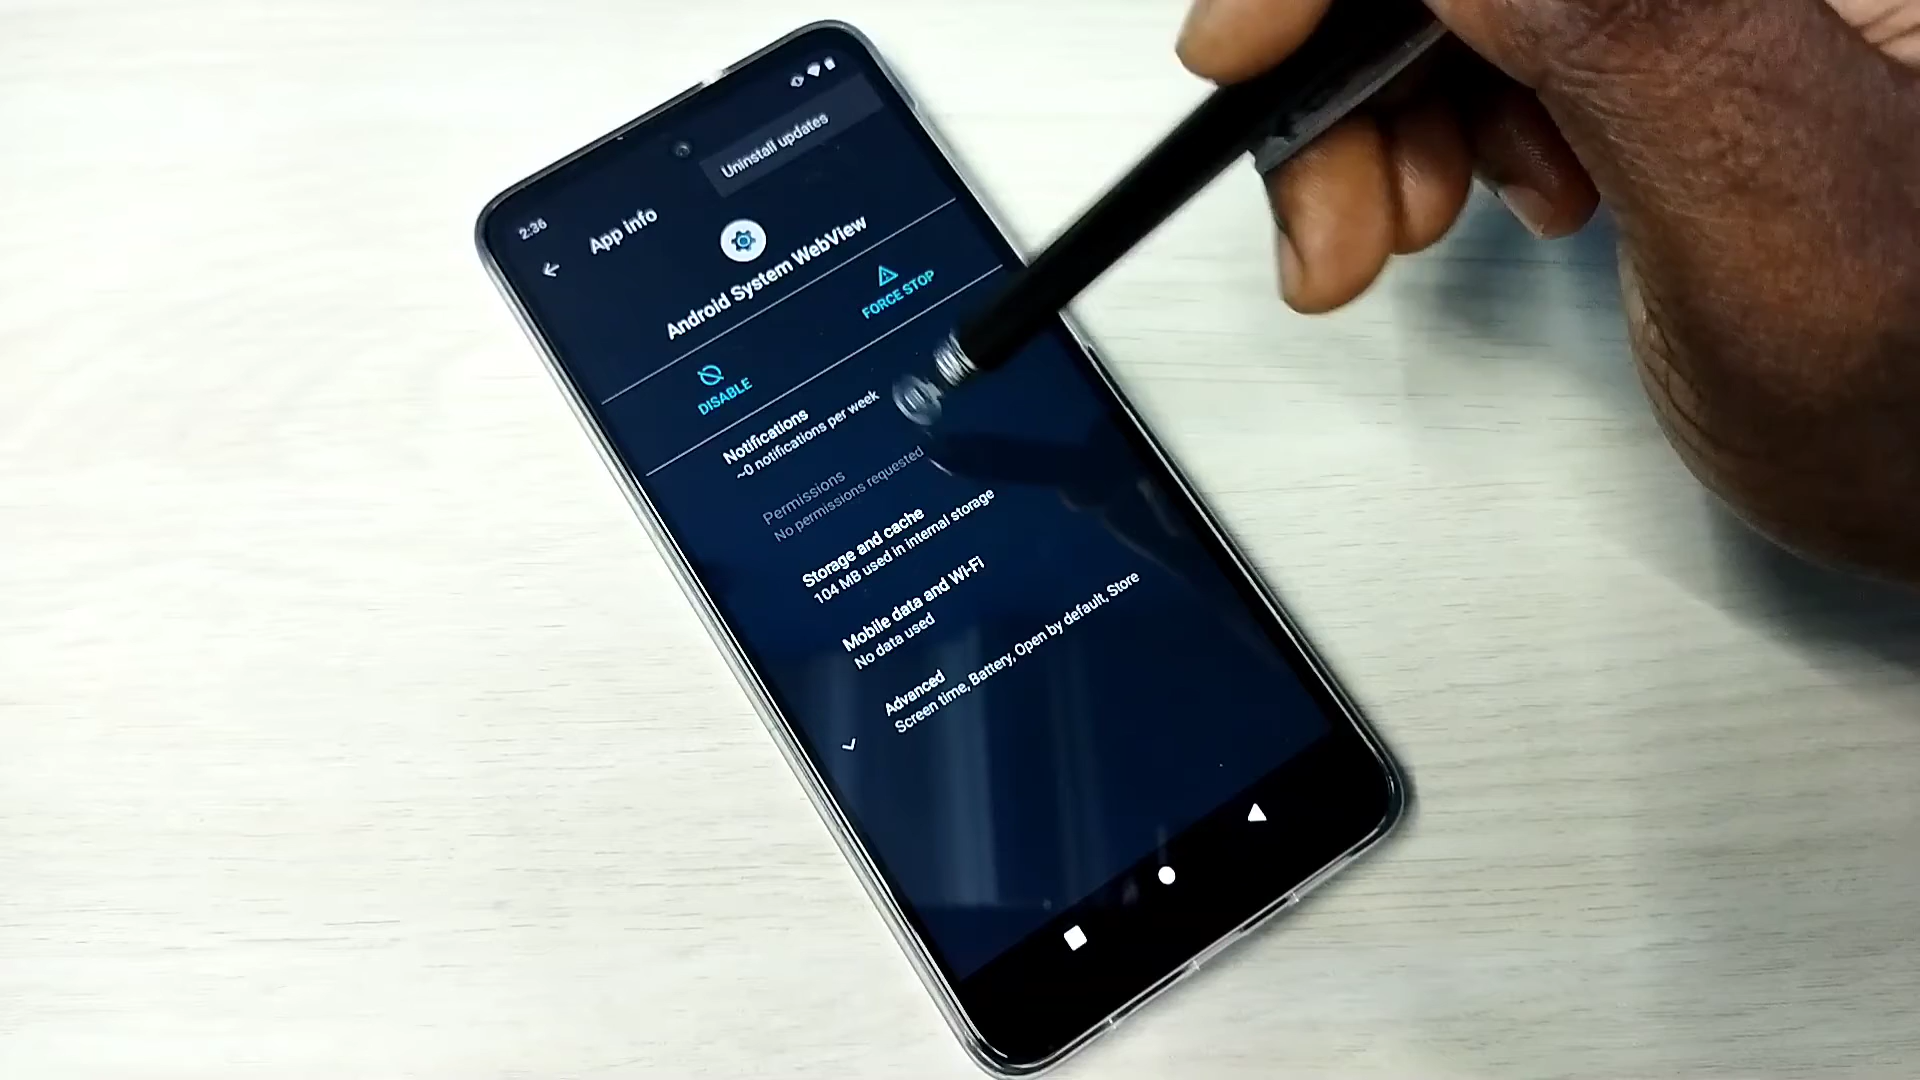 2:36
Uninstall updates
App info
Android System WebView
DISABLE
FORCE STOP
Notifications
~0 notifications per week
Permissions
No permissions requested
Storage and cache
104 MB used in internal storage
Mobile data and Wi-Fi
No data used
Advanced
Screen time, Battery, Open by default, Store